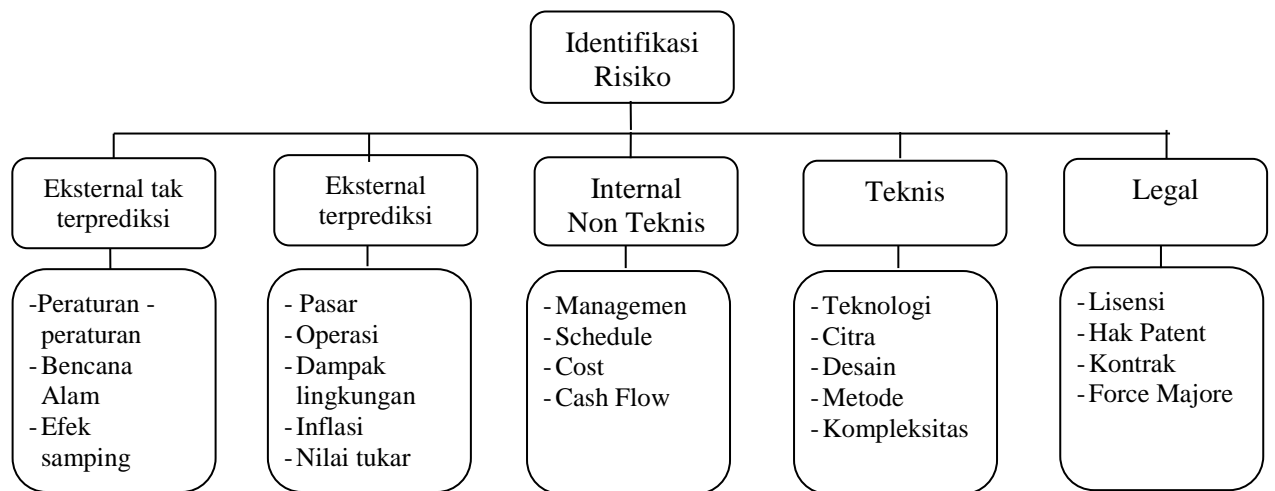 Identifikasi
Risiko
Eksternal tak
terprediksi
Eksternal
terprediksi
Internal
Non Teknis
Teknis
Legal
-Peraturan -
peraturan
- Bencana
Alam
- Efek
samping
- Pasar
- Operasi
- Dampak
lingkungan
- Inflasi
- Nilai tukar
- Managemen
- Schedule
- Cost
- Cash Flow
- Teknologi
- Citra
- Desain
- Metode
- Kompleksitas
- Lisensi
- Hak Patent
- Kontrak
- Force Majore